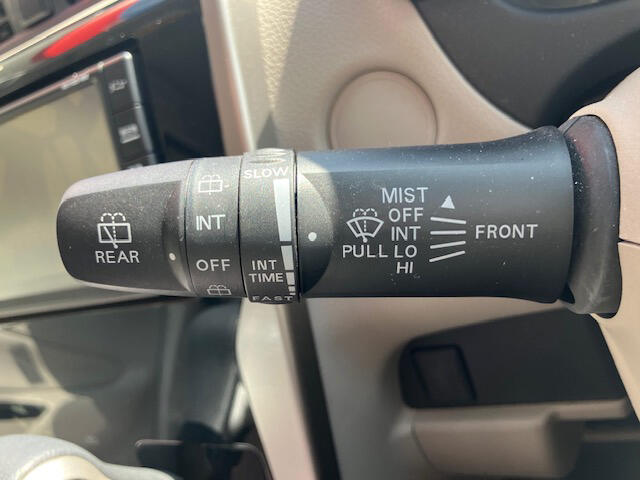 REAR
INT
OFF
SLOW
INT
TIME
FAST
MIST
OFF
INT
PULL LO
HI
FRONT